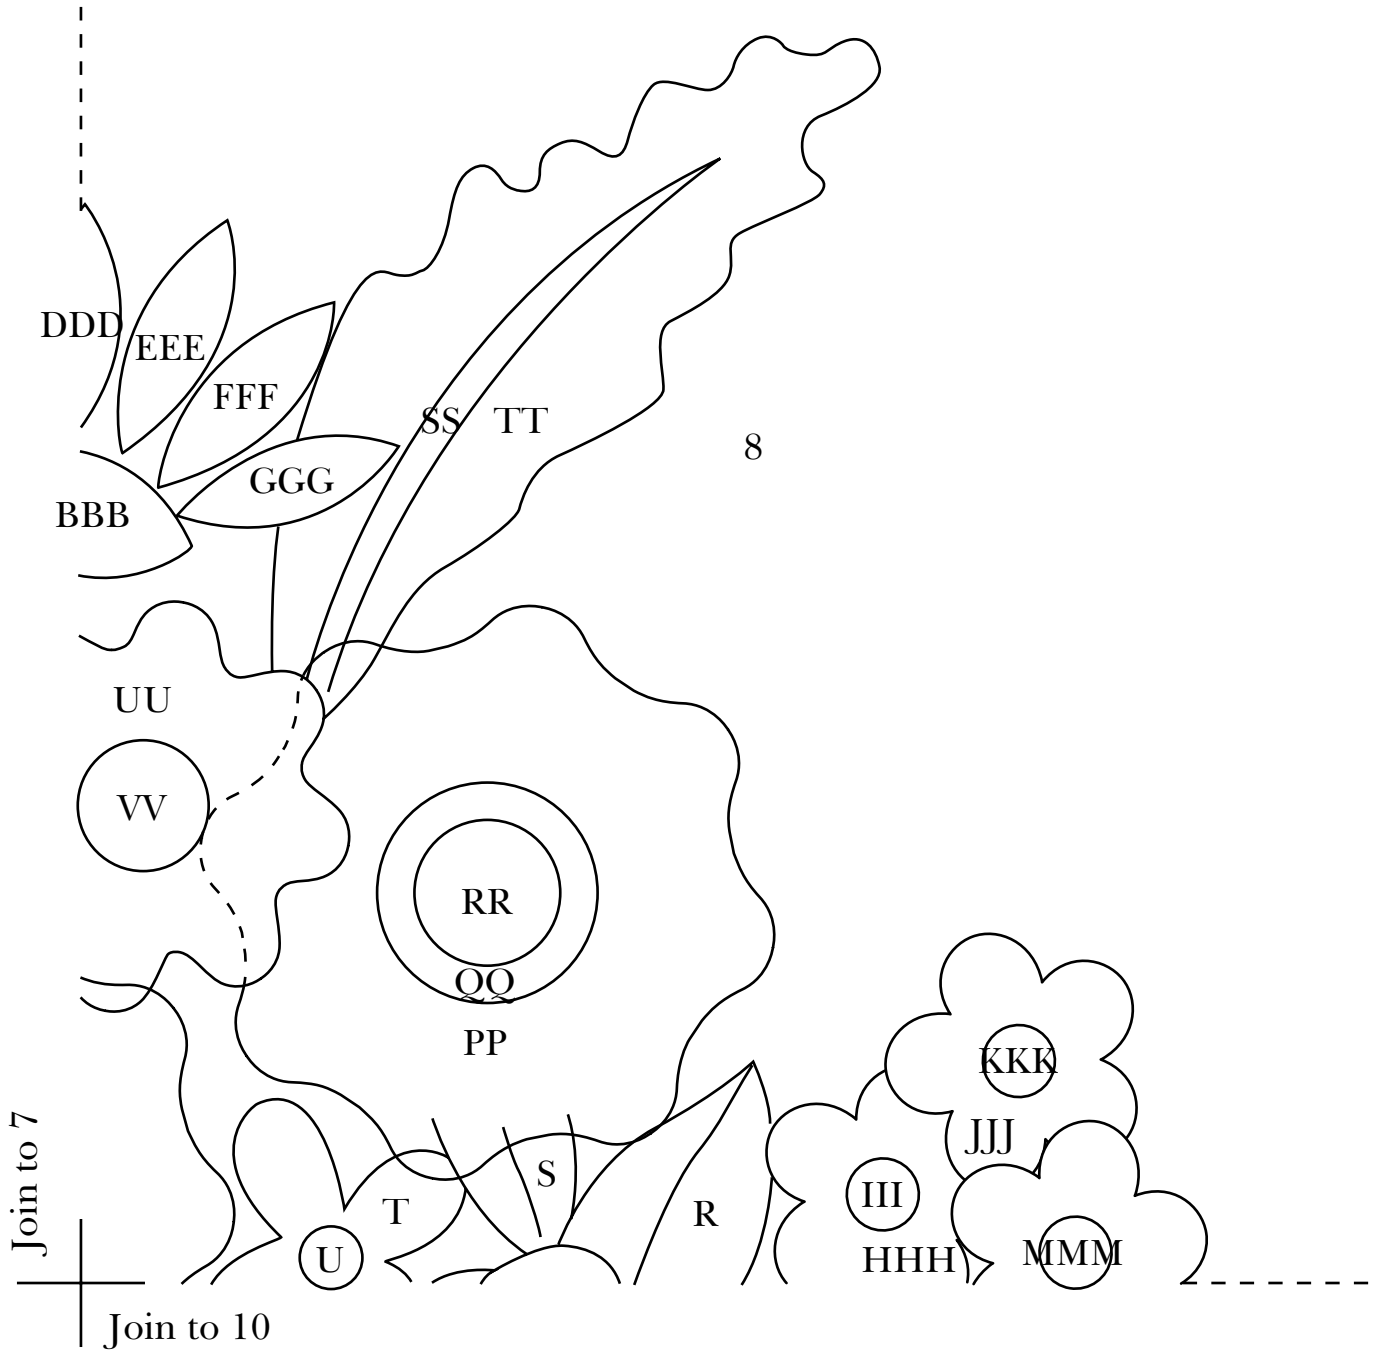 DDD
EEE
FFF
SS TT
8
GGG
BBB
UU
VV
RR
QQ
PP
KKK
JJJ
S
III
T
R
U
HHH
MMM
Join to 7
Join to 10